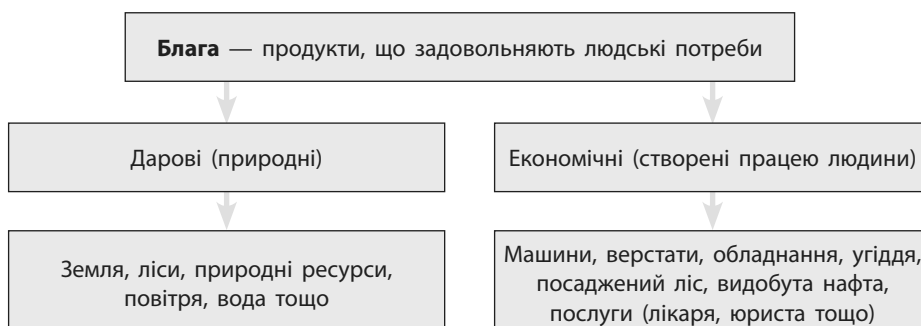 Блага — продукти, що задовольняють людські потреби
Дарові (природні)
Економічні (створені працею людини)
Земля, ліси, природні ресурси,
повітря, вода тощо
Машини, верстати, обладнання, угіддя,
посаджений ліс, видобута нафта,
послуги (лікаря, юриста тощо)